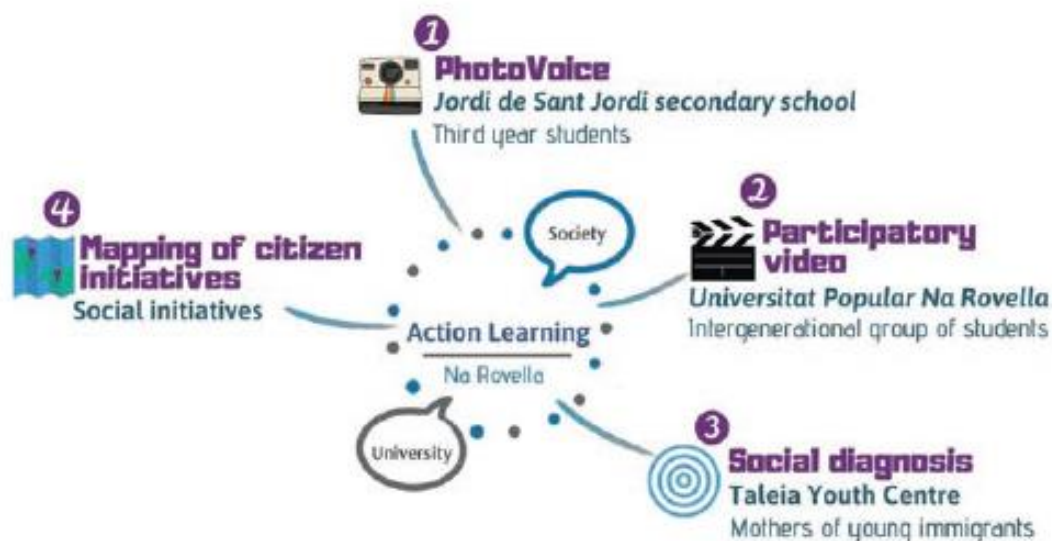 1
PhotoVoice
Jordi de Sant Jordi secondary school
Third year students
2
Participatory
video
Universitat Popular Na Rovella
Intergenerational group of students
3
Social diagnosis
Taleia Youth Centre
Mothers of young immigrants
4
Mapping of citizen
initiatives
Social initiatives
Society
Action Learning
Na Rovella
University